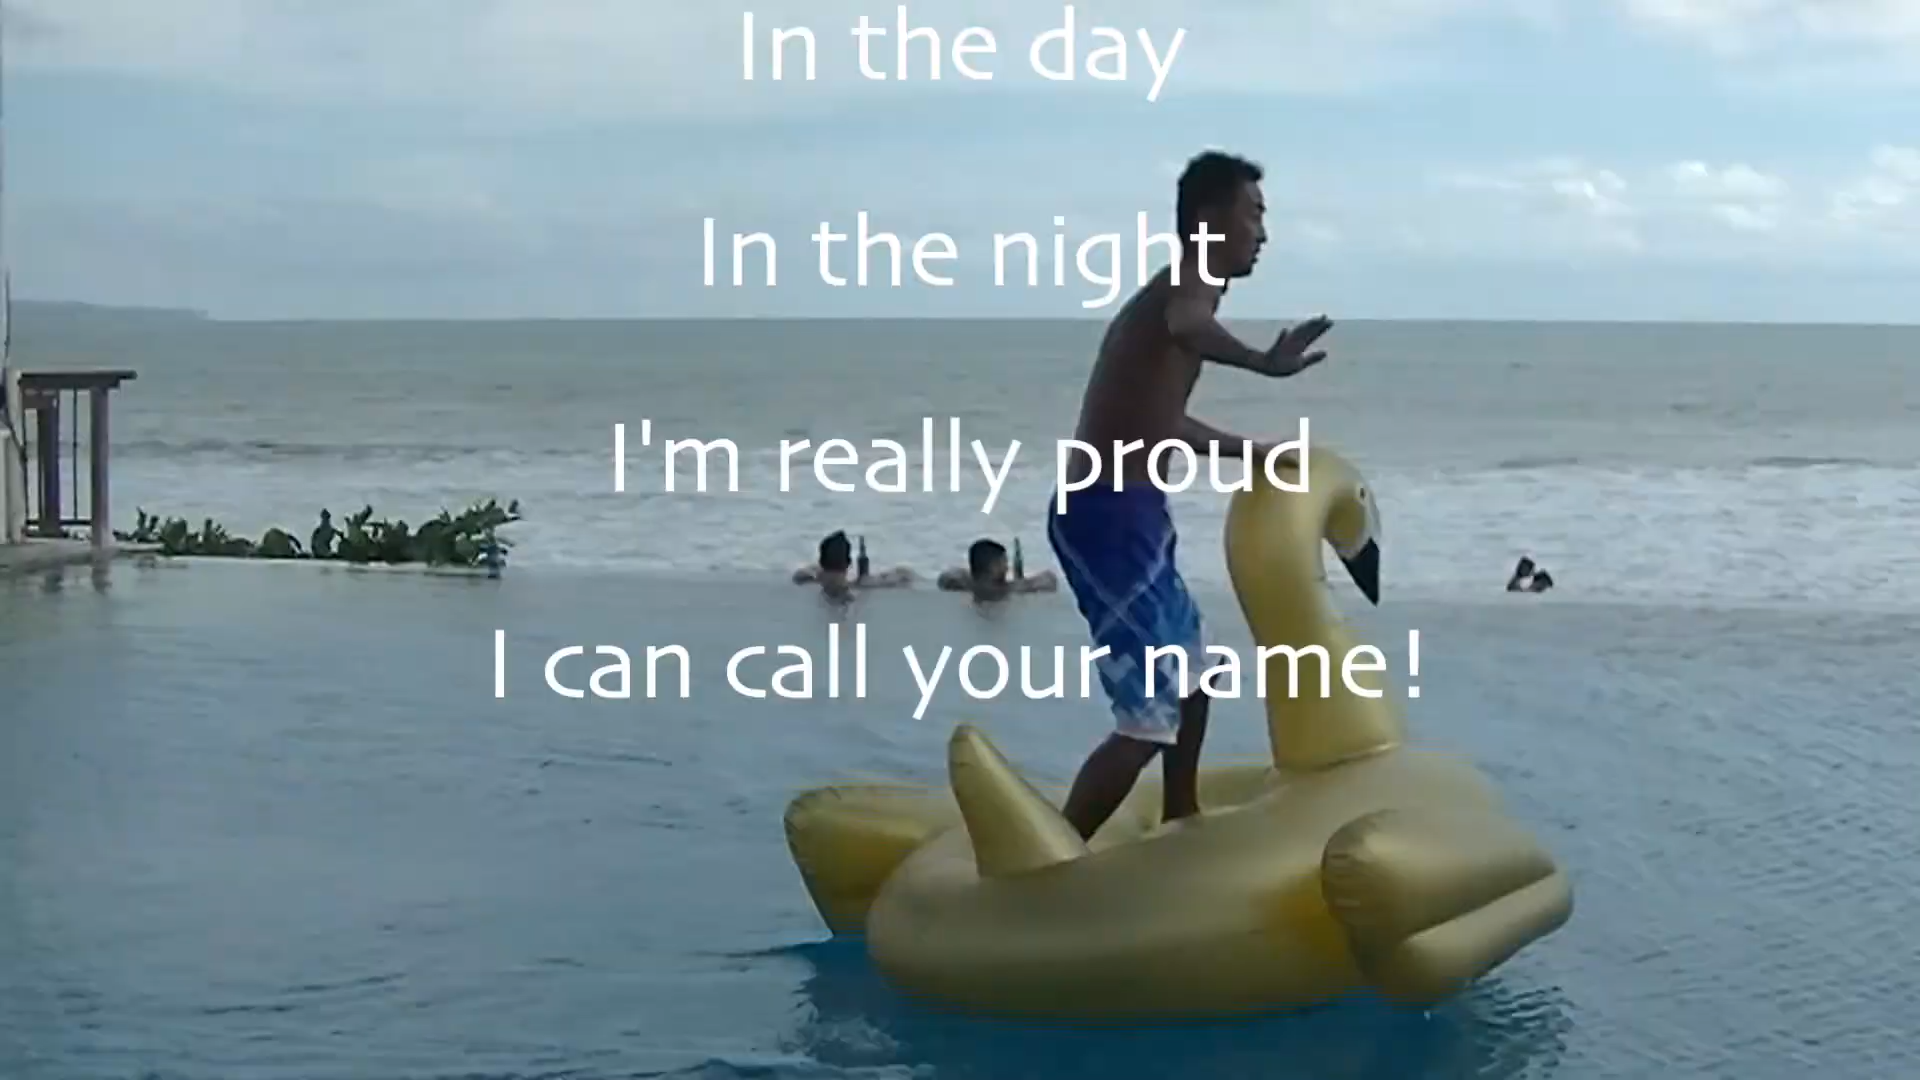 In the day
In the night
I'm really proud
I can call your name!